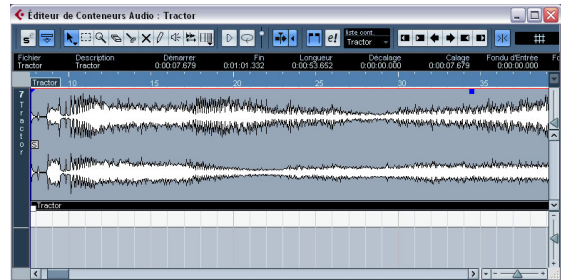 Éditeur de Conteneurs Audio : Tractor
liste cont.
e!
Tractor
Fichier Description Démarrer Fin Longueur Décalage Calage Fondu d'Entrée
Tractor Tractor 0:00:07.679 0:01:01.332 0:00:53.652 0:00:00.000 0:00:07.679 0:00:00.000
Tractor 10 15 20 25 30 35
7
Tractor
S
Tractor